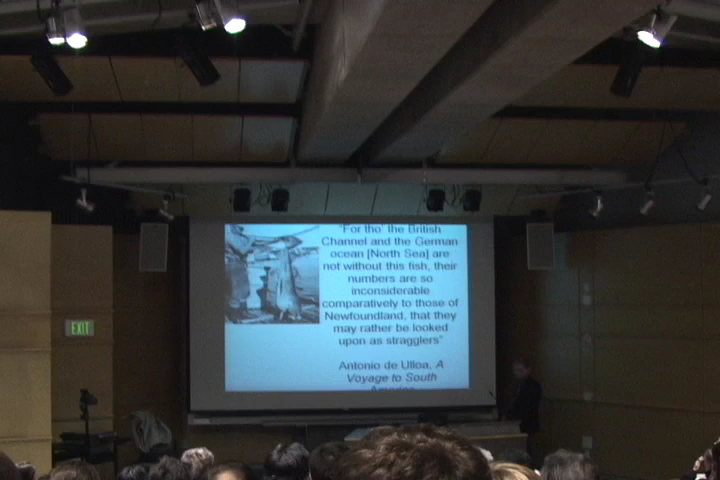 "For tho' the British
Channel and the German
ocean [North Sea] are
not without this fish, their
numbers are so
inconsiderable
comparatively to those of
Newfoundland, that they
may rather be looked
upon as stragglers"
Antonio de Ulloa, A
Voyage to South
America
EXIT